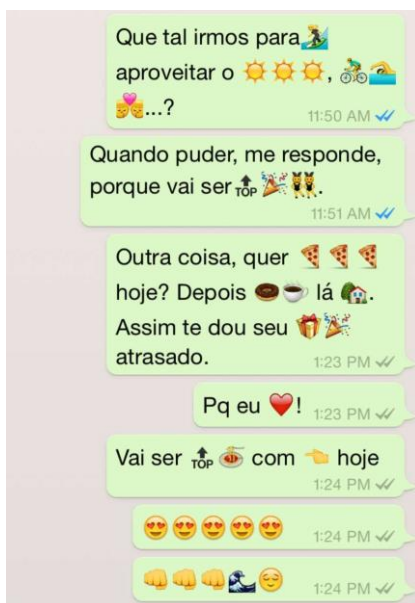 Que tal irmos para🏄
aproveitar o ☀️☀️☀️, 🚴🏊
💏...?
11:50 AM
Quando puder, me responde,
porque vai ser🔝🎉👯.
11:51 AM
Outra coisa, quer 🍕🍕🍕
hoje? Depois 🍩☕ lá 🏡.
Assim te dou seu 🎁🎉
atrasado.
1:23 PM
Pq eu ❤️!
1:23 PM
Vai ser 🔝🍝 com 👈 hoje
1:24 PM
😍😍😍😍😍
1:24 PM
👊👊👊🌊😌
1:24 PM